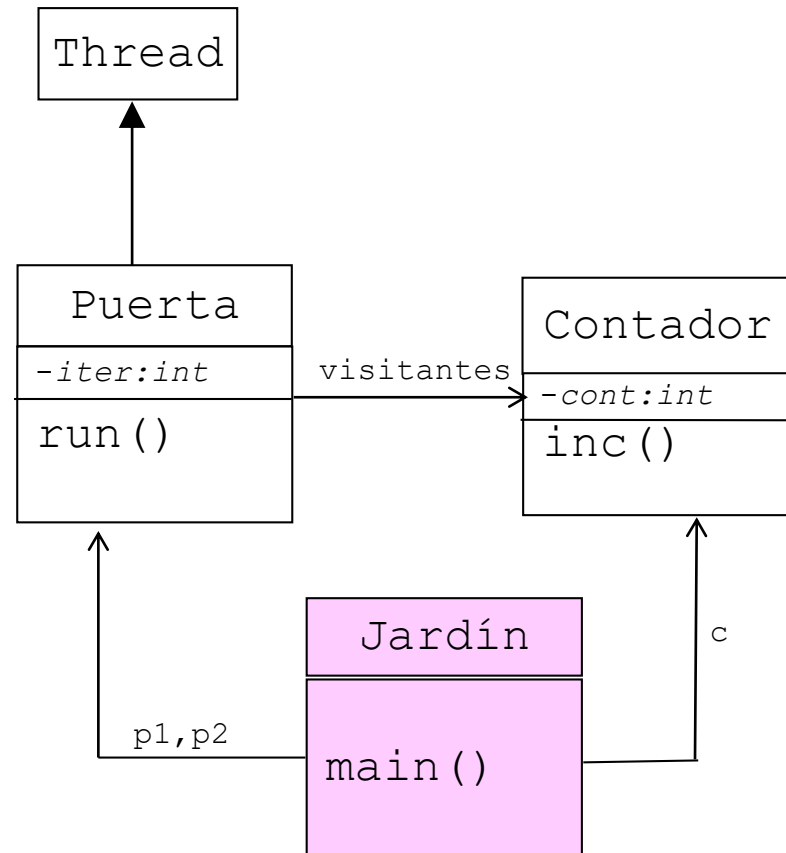 Thread
Puerta
-iter:int
run()
visitantes
Contador
-cont:int
inc()
Jardín
main()
p1,p2
c